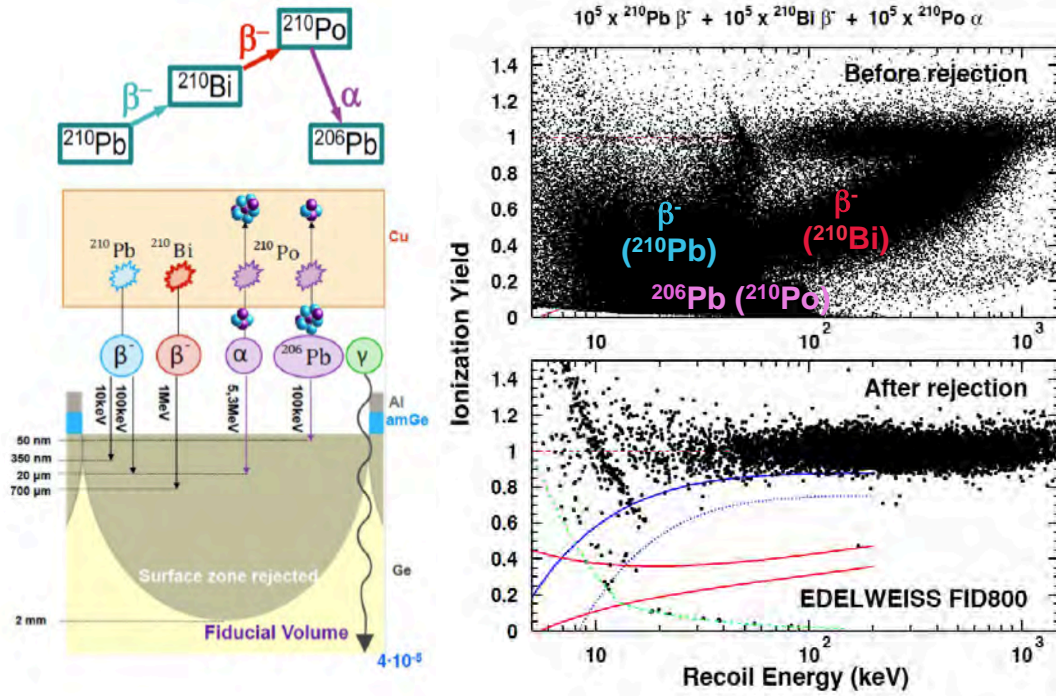 ²¹⁰Po
β⁻
²¹⁰Bi
β⁻
α
²¹⁰Pb
²⁰⁶Pb
Cu
²¹⁰Pb
²¹⁰Bi
²¹⁰Po
β⁻
β⁻
α
²⁰⁶Pb
γ
10keV
100keV
1MeV
5,3MeV
100keV
Al
amGe
50 nm
350 nm
20 μm
700 μm
Ge
Surface zone rejected
2 mm
Fiducial Volume
4·10⁻⁵
10⁵ x ²¹⁰Pb β⁻ + 10⁵ x ²¹⁰Bi β⁻ + 10⁵ x ²¹⁰Po α
Before rejection
1.4
1.2
1
0.8
0.6
0.4
0.2
0
β⁻
(²¹⁰Pb)
β⁻
(²¹⁰Bi)
²⁰⁶Pb (²¹⁰Po)
10
10²
10³
Ionization Yield
After rejection
1.4
1.2
1
0.8
0.6
0.4
0.2
0
EDELWEISS FID800
10
10²
10³
Recoil Energy (keV)